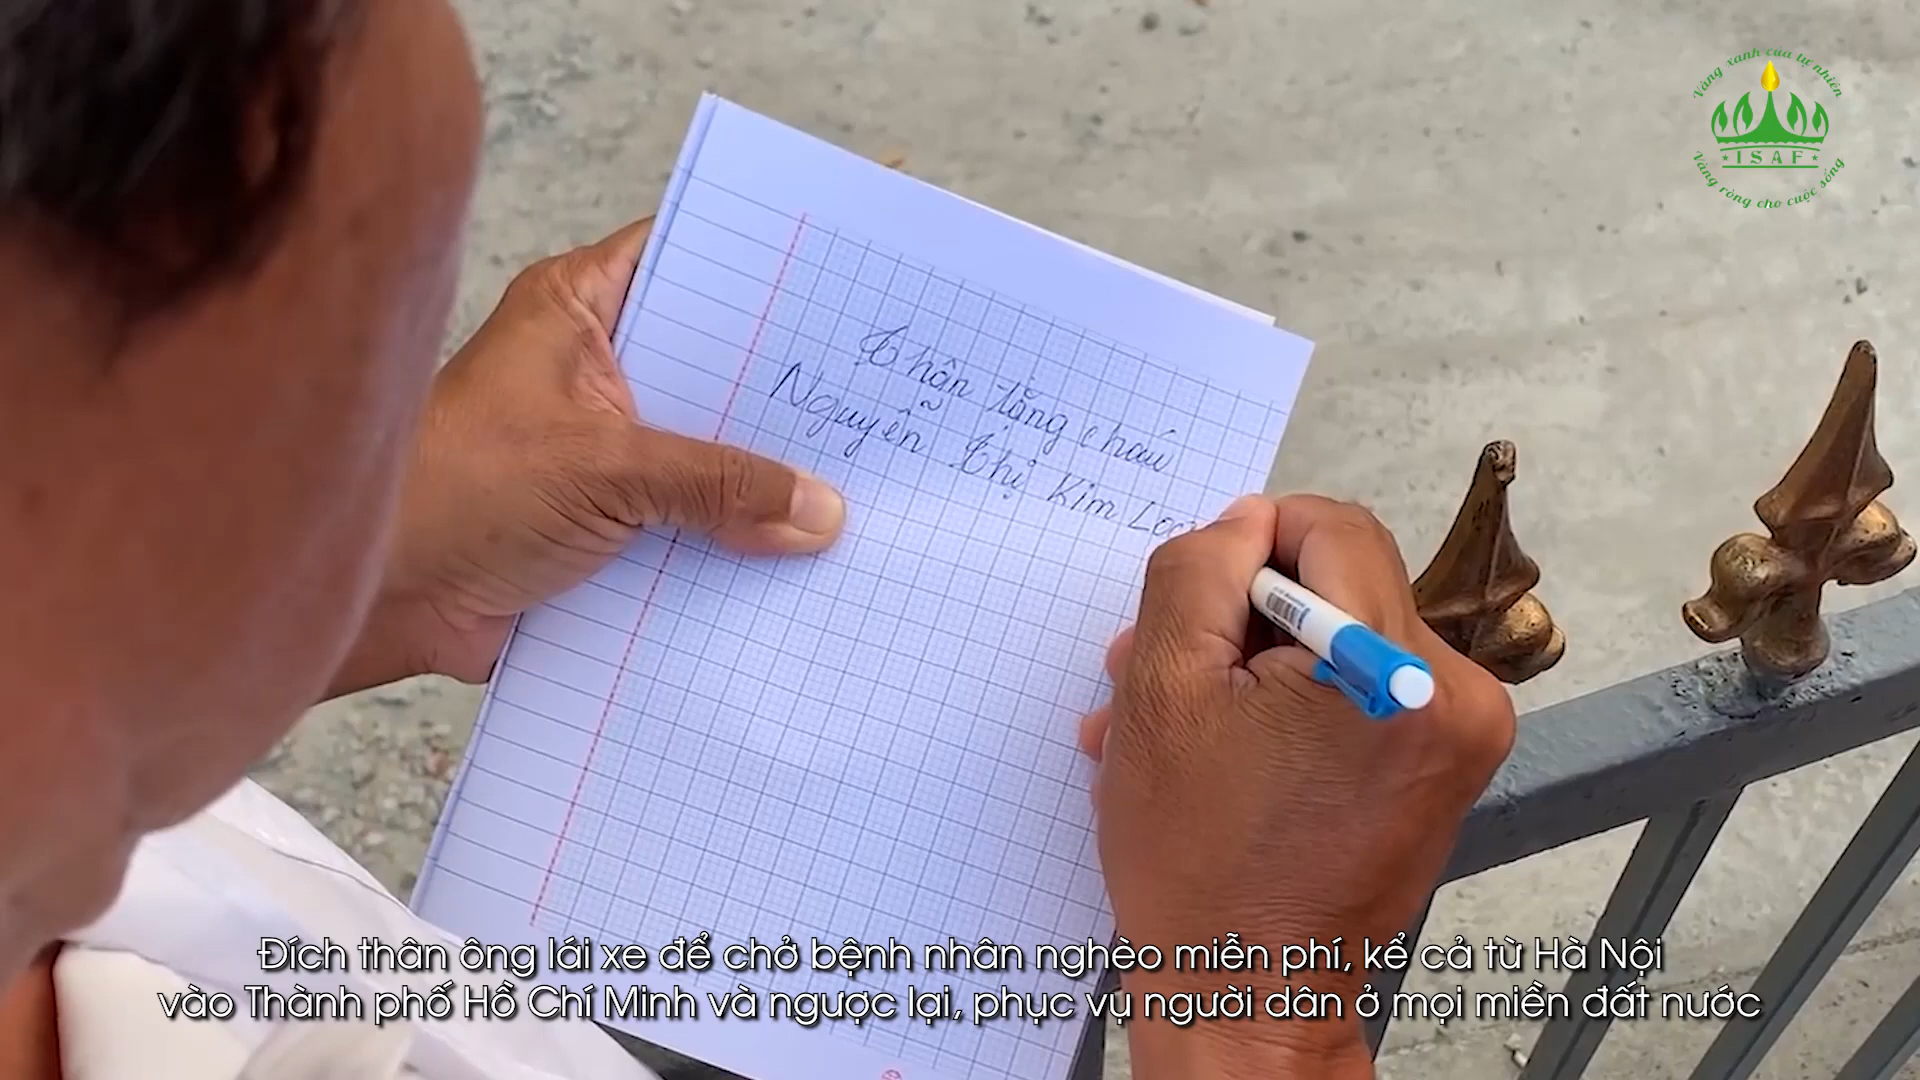 Vàng xanh của tự nhiên
ISAF
Vàng ròng cho cuộc sống
Thận tặng cháu
Nguyễn Thị Kim
Đích thân ông lái xe để chở bệnh nhân nghèo miễn phí, kể cả từ Hà Nội
vào Thành phố Hồ Chí Minh và ngược lại, phục vụ người dân ở mọi miền đất nước